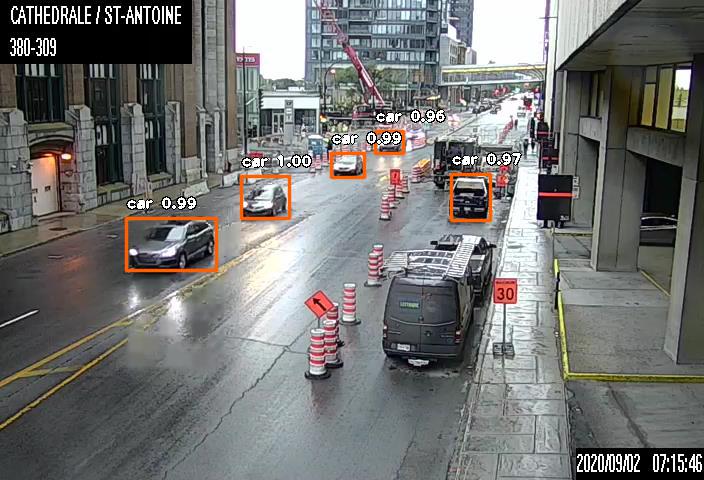 CATHEDRALE / ST-ANTOINE
380-309
car 0.96
car 0.99
car 1.00
car 0.97
car 0.99
MAXIMUM
30
2020/09/02 07:15:46